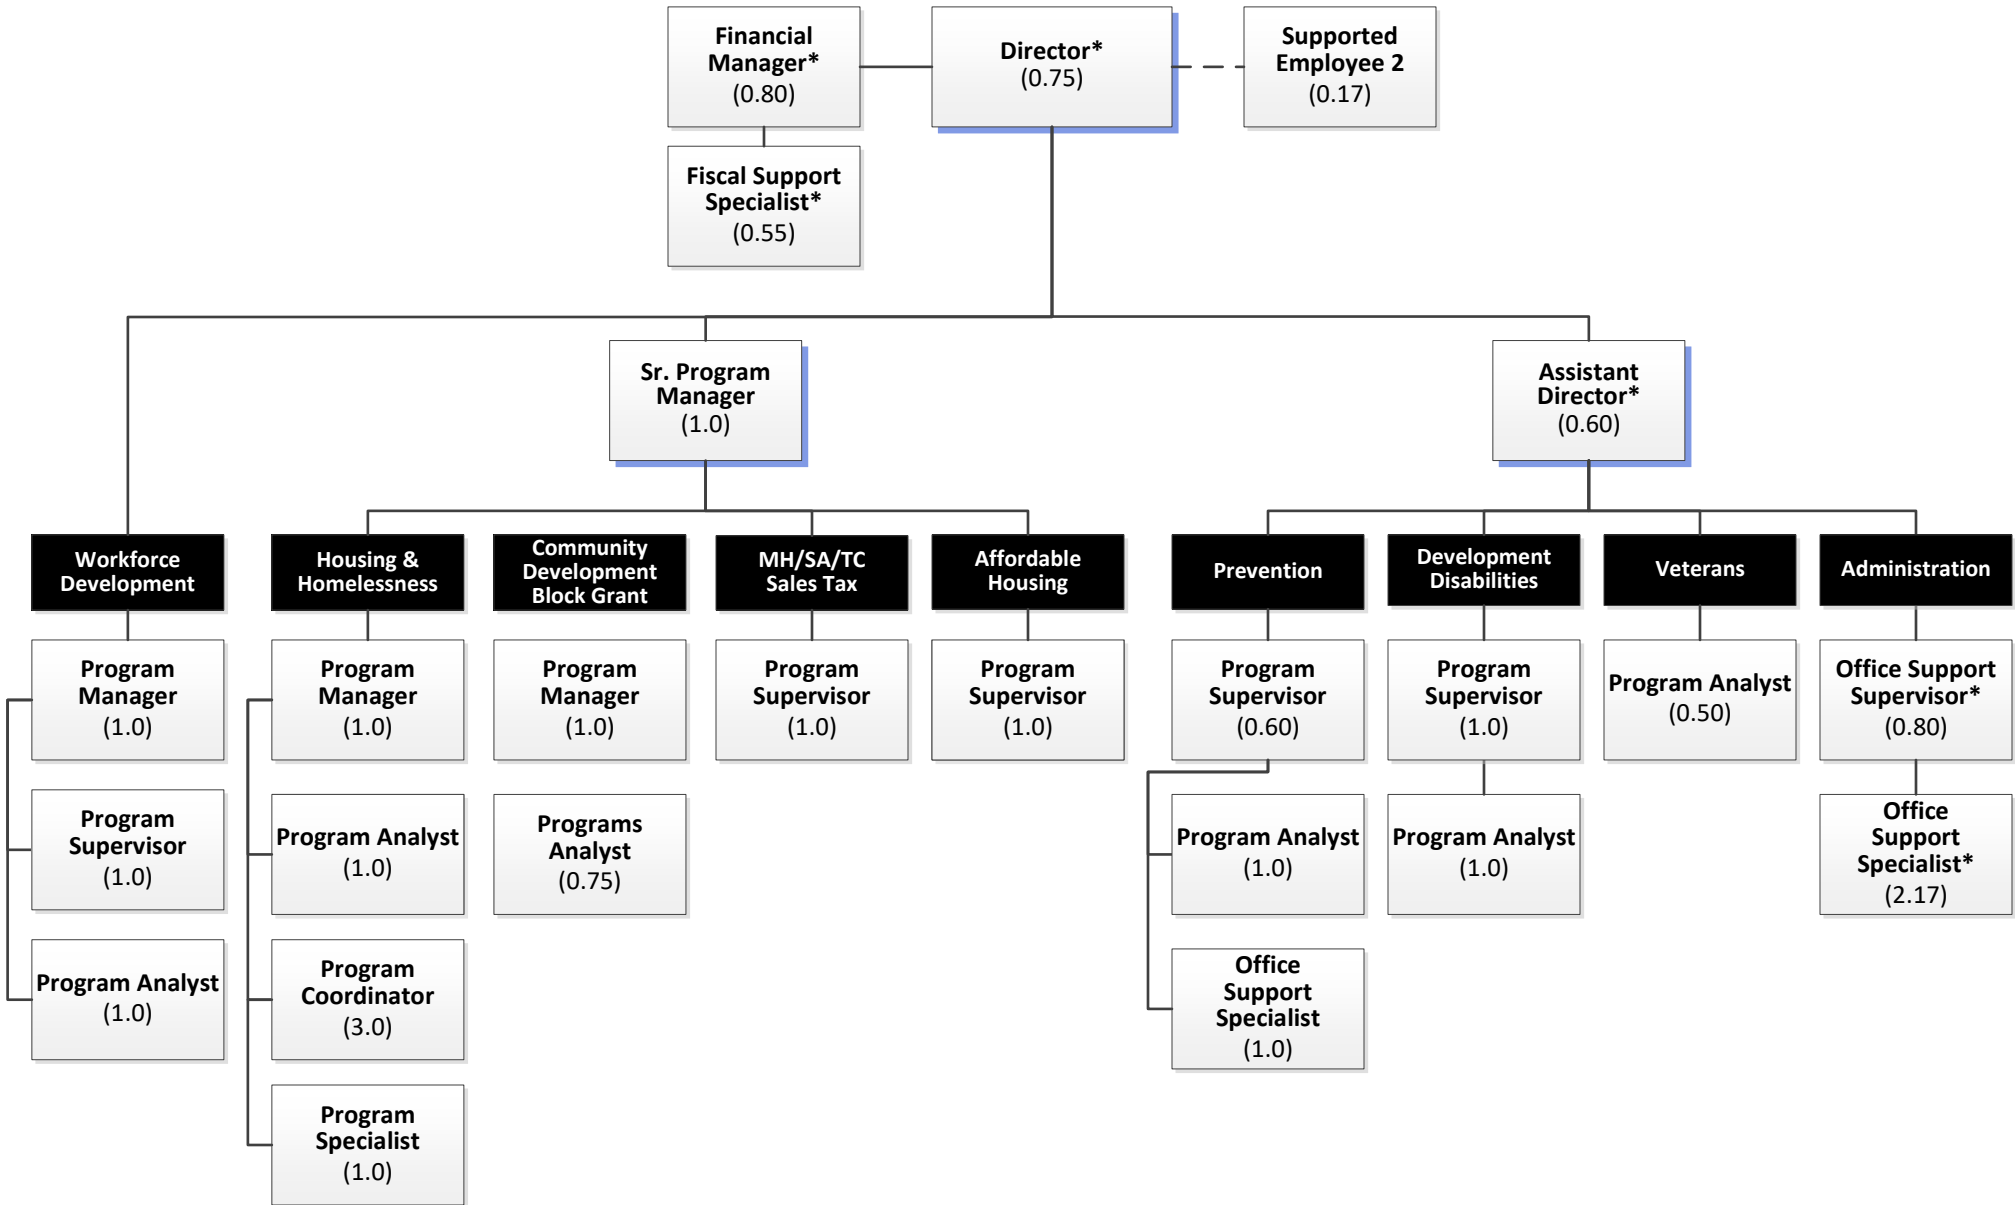 Financial
Manager*
(0.80)
Director*
(0.75)
Supported
Employee 2
(0.17)
Fiscal Support
Specialist*
(0.55)
Sr. Program
Manager
(1.0)
Assistant
Director*
(0.60)
Workforce
Development
Housing &
Homelessness
Community
Development
Block Grant
MH/SA/TC
Sales Tax
Affordable
Housing
Prevention
Development
Disabilities
Veterans
Administration
Program
Manager
(1.0)
Program
Manager
(1.0)
Program
Manager
(1.0)
Program
Supervisor
(1.0)
Program
Supervisor
(1.0)
Program
Supervisor
(0.60)
Program
Supervisor
(1.0)
Program Analyst
(0.50)
Office Support
Supervisor*
(0.80)
Program
Supervisor
(1.0)
Program Analyst
(1.0)
Programs
Analyst
(0.75)
Program Analyst
(1.0)
Program Analyst
(1.0)
Office
Support
Specialist*
(2.17)
Program Analyst
(1.0)
Program
Coordinator
(3.0)
Office
Support
Specialist
(1.0)
Program
Specialist
(1.0)